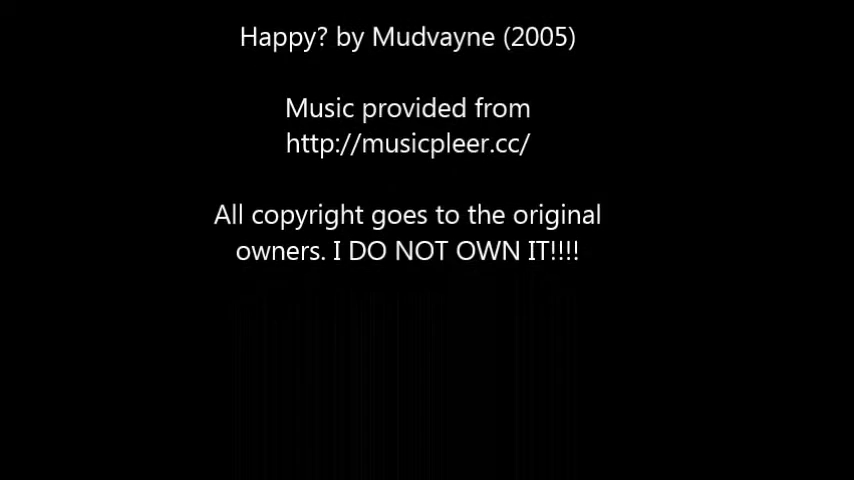 Happy? by Mudvayne (2005)
Music provided from
http://musicpleer.cc/
All copyright goes to the original
owners. I DO NOT OWN IT!!!!